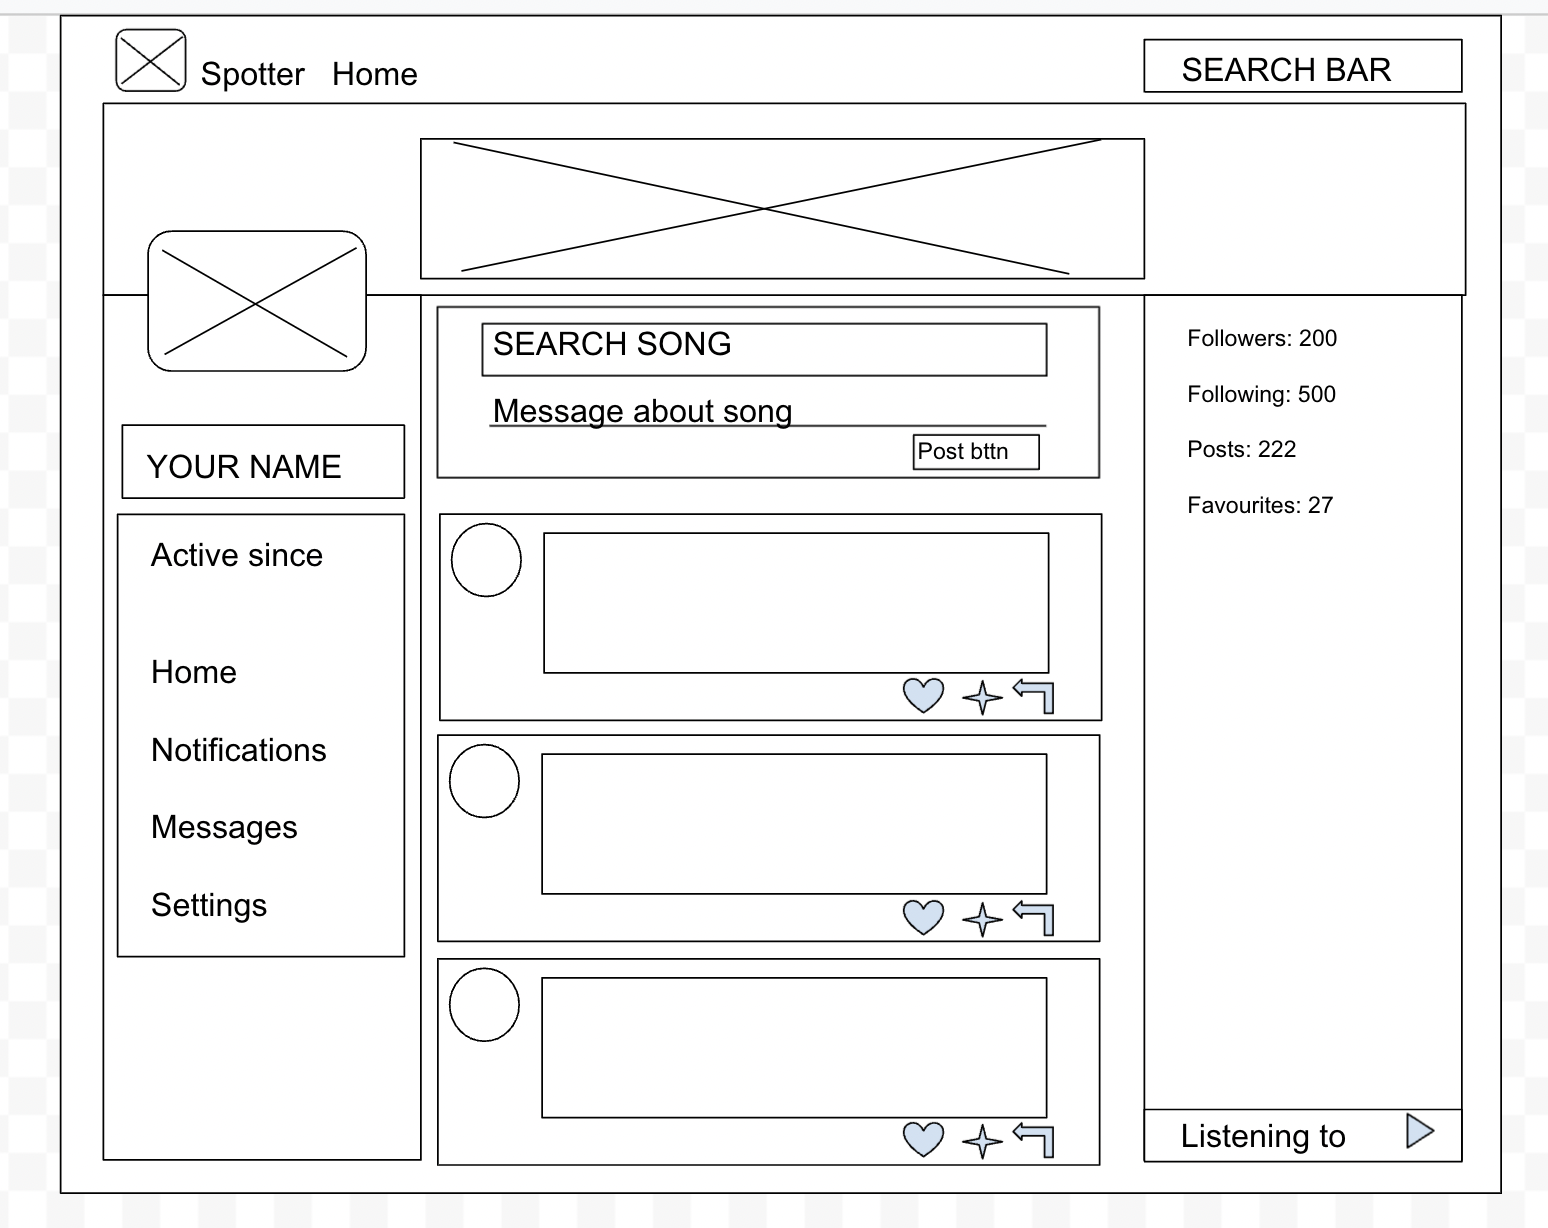 Spotter Home
SEARCH BAR
YOUR NAME
Active since
Home
Notifications
Messages
Settings
SEARCH SONG
Message about song
Post bttn
Followers: 200
Following: 500
Posts: 222
Favourites: 27
Listening to